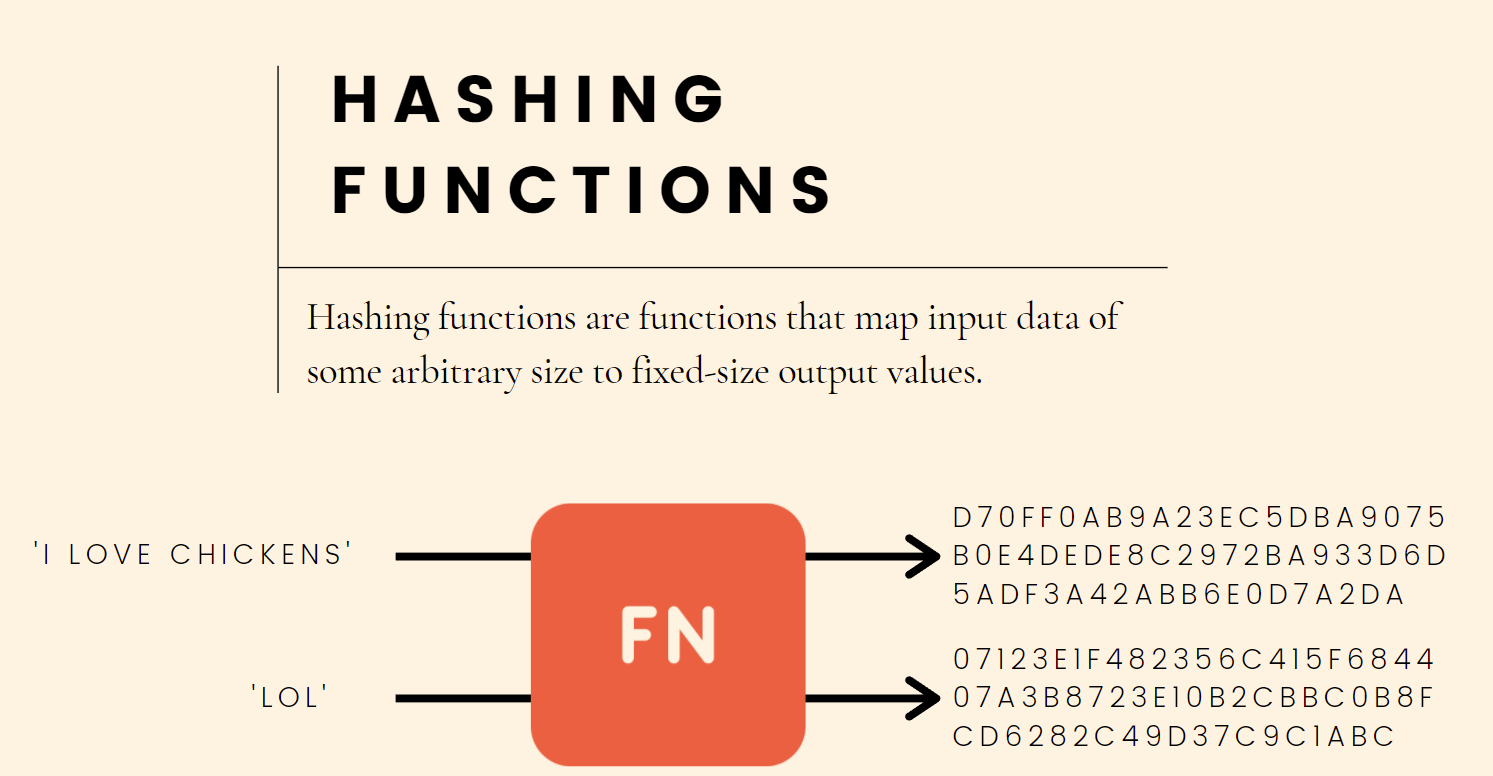 HASHING
FUNCTIONS
Hashing functions are functions that map input data of
some arbitrary size to fixed-size output values.
'I LOVE CHICKENS'
FN
D70FF0AB9A23EC5DBA9075
B0E4DEDE8C2972BA933D6D
5ADF3A42ABB6E0D7A2DA
'LOL'
07123E1F482356C415F6844
07A3B8723E10B2CBBC0B8F
CD6282C49D37C9C1ABC